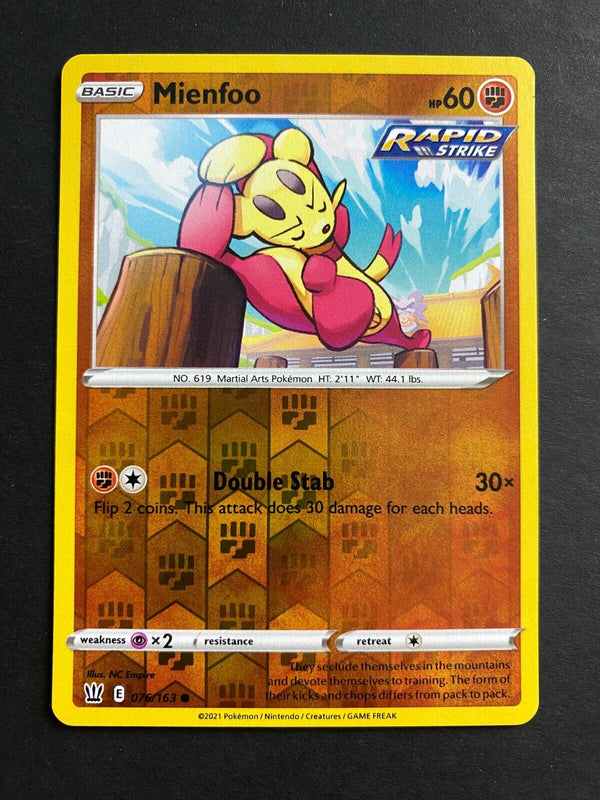 BASIC Mienfoo HP60
RAPID STRIKE
NO. 619 Martial Arts Pokémon HT: 2'11" WT: 44.1 lbs.
Double Stab 30×
Flip 2 coins. This attack does 30 damage for each heads.
weakness ×2 resistance retreat
Illus. NC Empire
They seclude themselves in the mountains
and devote themselves to training. The form of
their kicks and chops differs from pack to pack.
E 076/163
©2021 Pokémon / Nintendo / Creatures / GAME FREAK